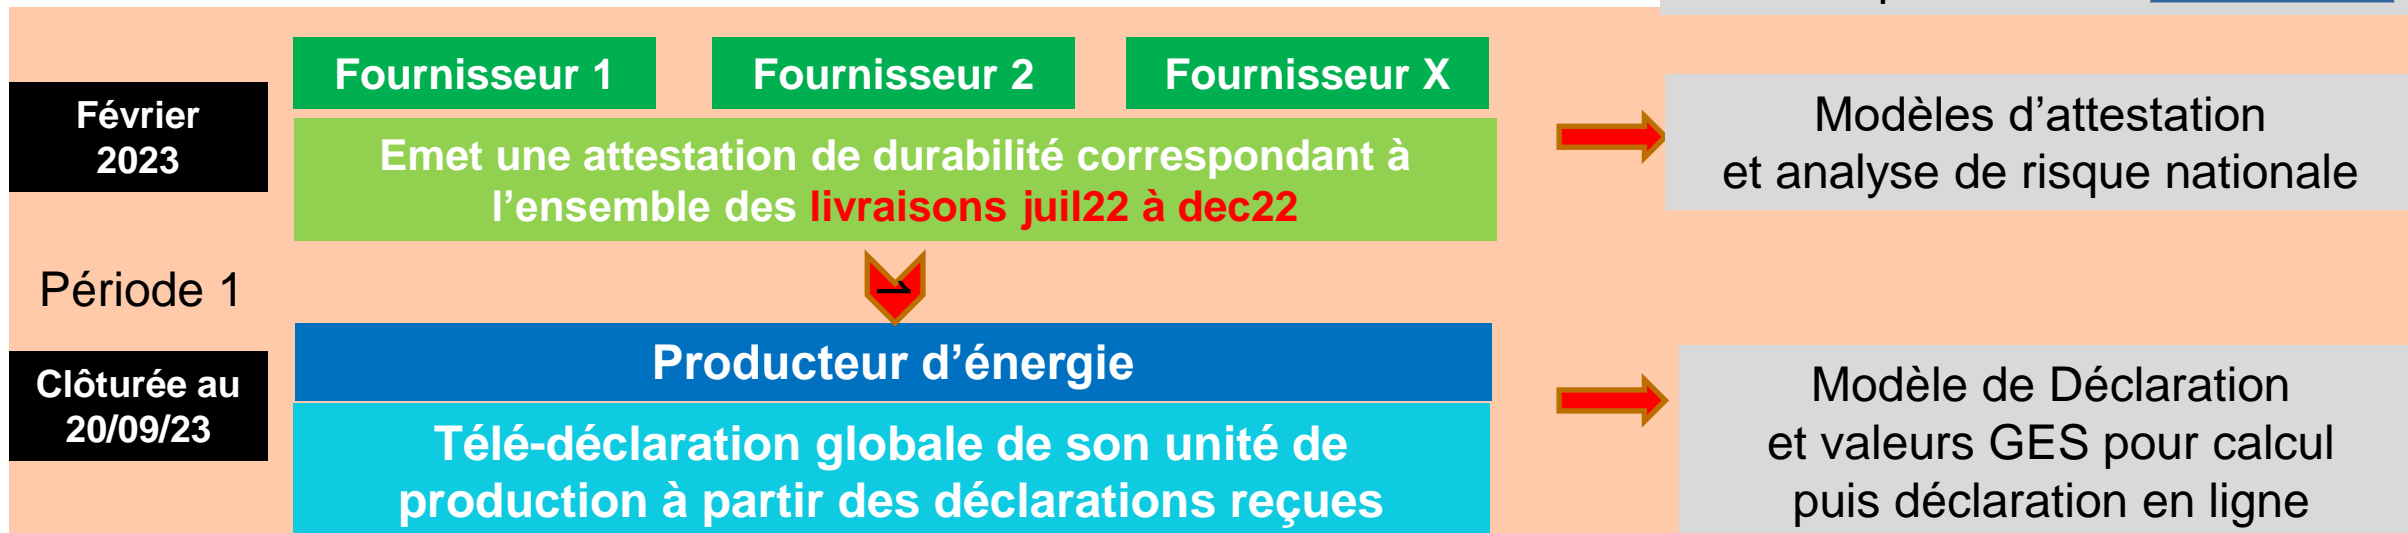 Fournisseur 1
Fournisseur 2
Fournisseur X
Février
2023
Emet une attestation de durabilité correspondant à
l'ensemble des livraisons juil22 à dec22
Modèles d'attestation
et analyse de risque nationale
Période 1
1
Clôturée au
20/09/23
Producteur d'énergie
Télé-déclaration globale de son unité de
production à partir des déclarations reçues
Modèle de Déclaration
et valeurs GES pour calcul
puis déclaration en ligne